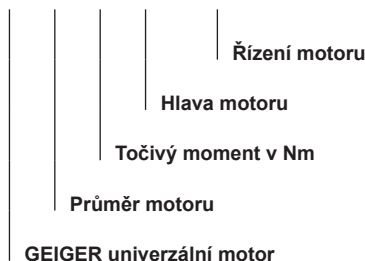 Řízení motoru
Hlava motoru
Točivý moment v Nm
Průměr motoru
GEIGER univerzální motor